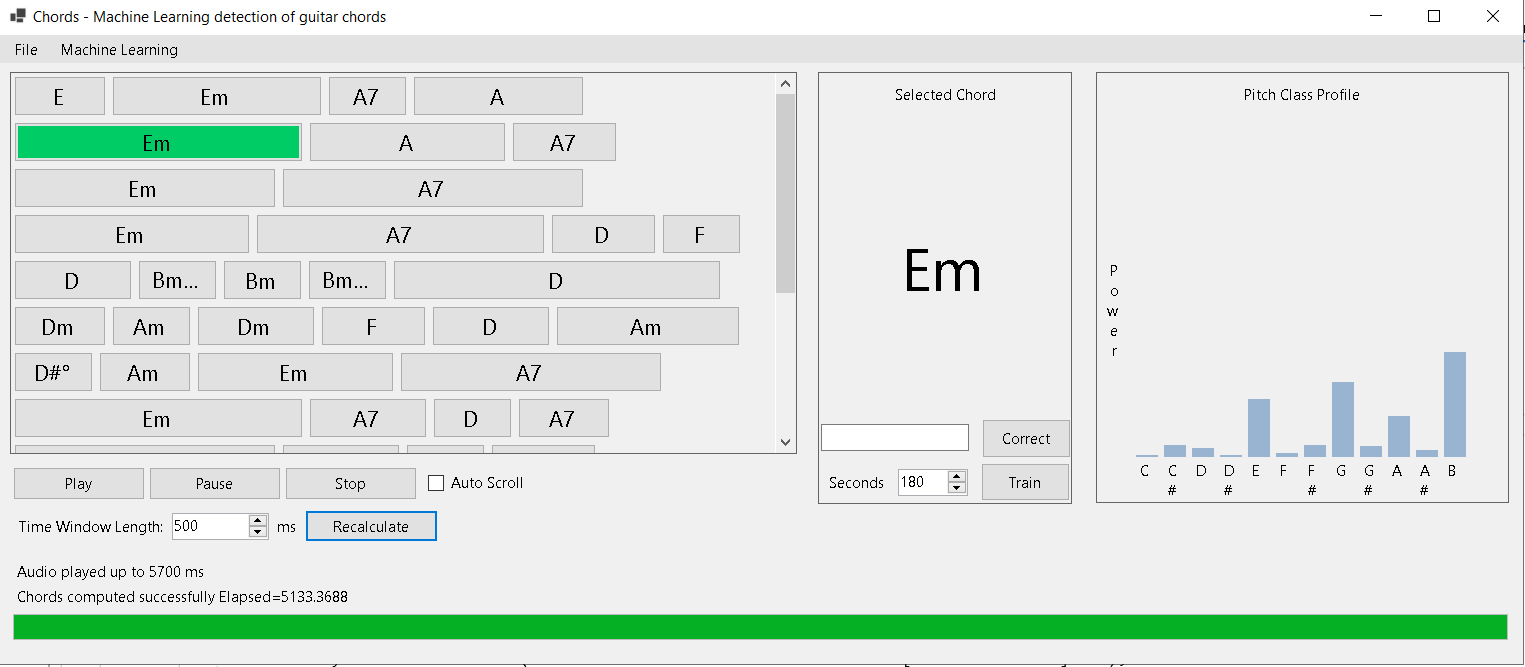 Chords - Machine Learning detection of guitar chords
File Machine Learning
E Em A7 A
Em A A7
Em A7
Em A7 D F
D Bm... Bm Bm... D
Dm Am Dm F D Am
D#° Am Em A7
Em A7 D A7
Selected Chord
Em
Correct
Seconds 180 Train
Pitch Class Profile
Power
C C# D D# E F F# G G# A A# B
Play Pause Stop Auto Scroll
Time Window Length: 500 ms Recalculate
Audio played up to 5700 ms
Chords computed successfully Elapsed=5133.3688